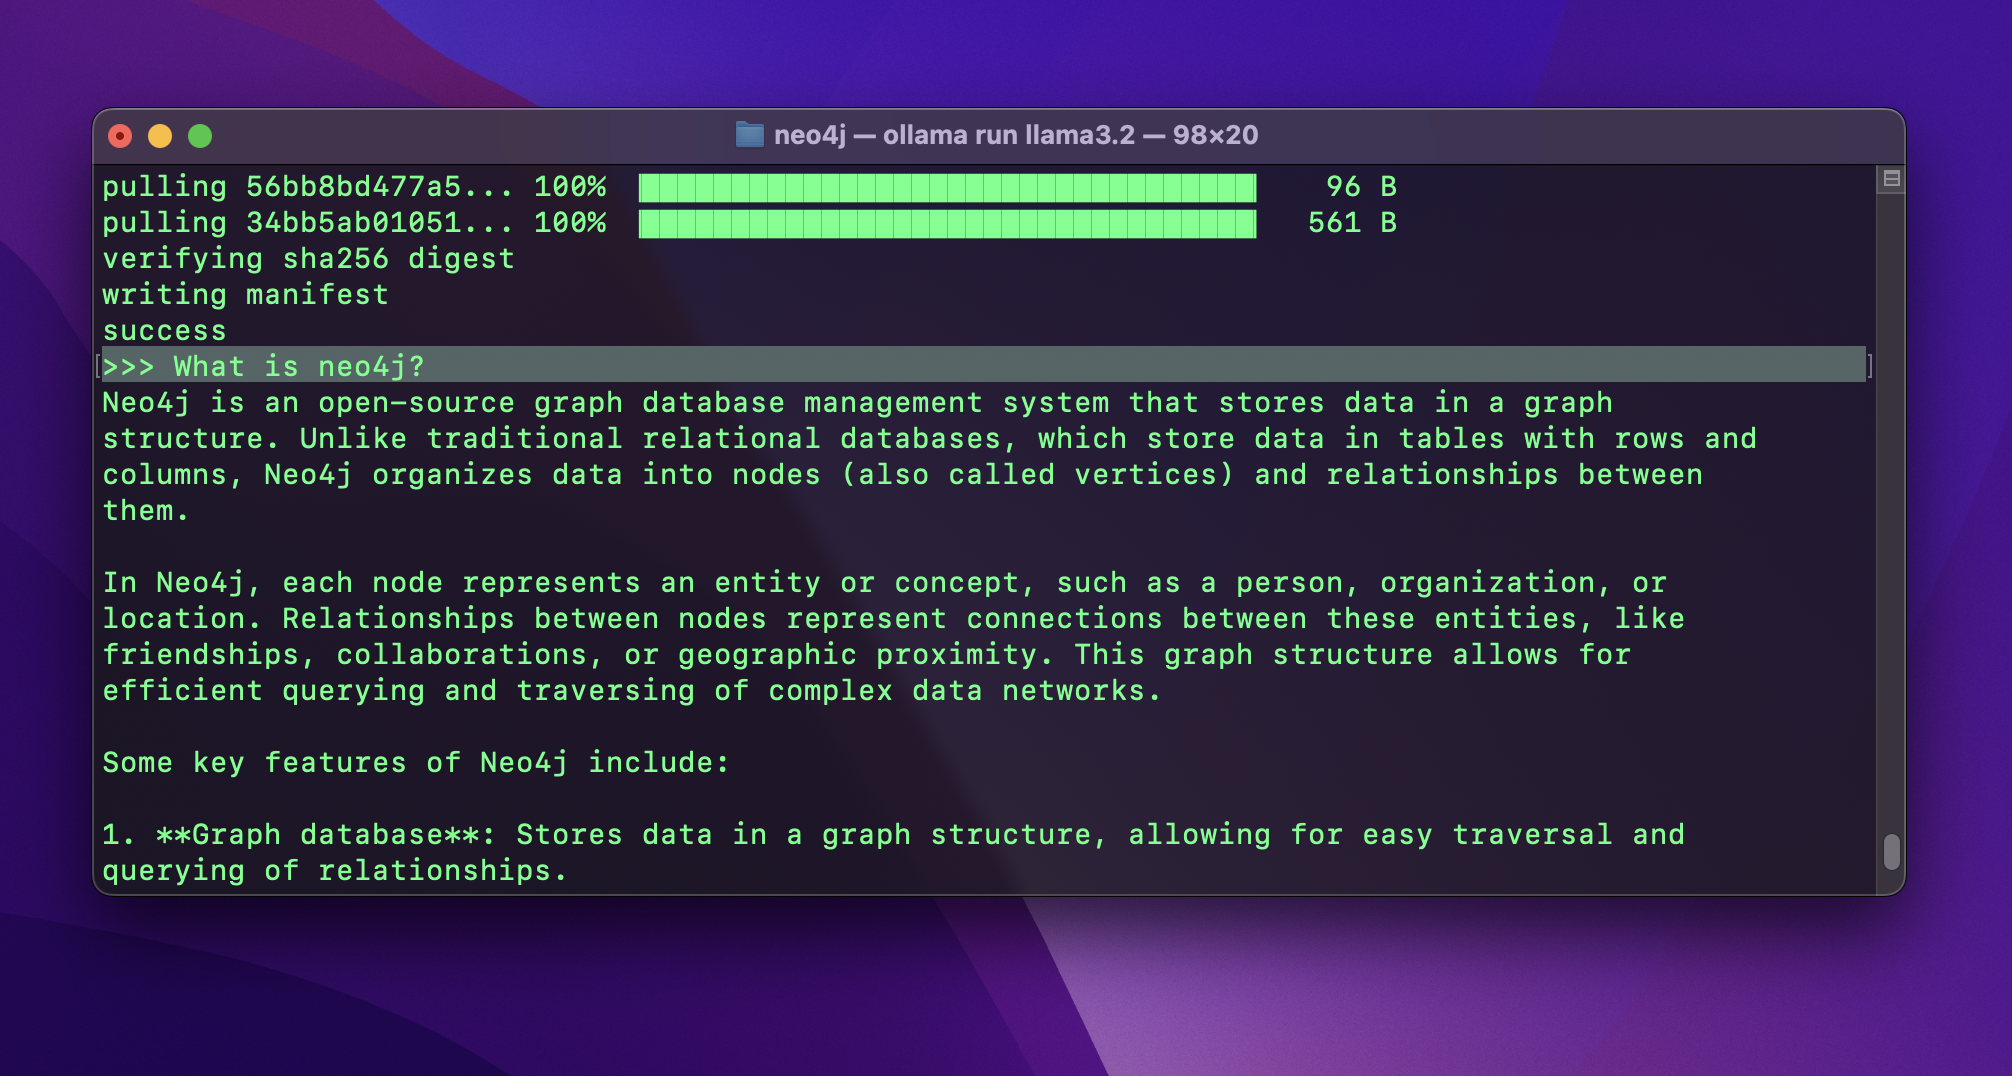 neo4j — ollama run llama3.2 — 98×20
pulling 56bb8bd477a5... 100% 96 B
pulling 34bb5ab01051... 100% 561 B
verifying sha256 digest
writing manifest
success
>>> What is neo4j?
Neo4j is an open-source graph database management system that stores data in a graph
structure. Unlike traditional relational databases, which store data in tables with rows and
columns, Neo4j organizes data into nodes (also called vertices) and relationships between
them.
In Neo4j, each node represents an entity or concept, such as a person, organization, or
location. Relationships between nodes represent connections between these entities, like
friendships, collaborations, or geographic proximity. This graph structure allows for
efficient querying and traversing of complex data networks.
Some key features of Neo4j include:
1. **Graph database**: Stores data in a graph structure, allowing for easy traversal and
querying of relationships.